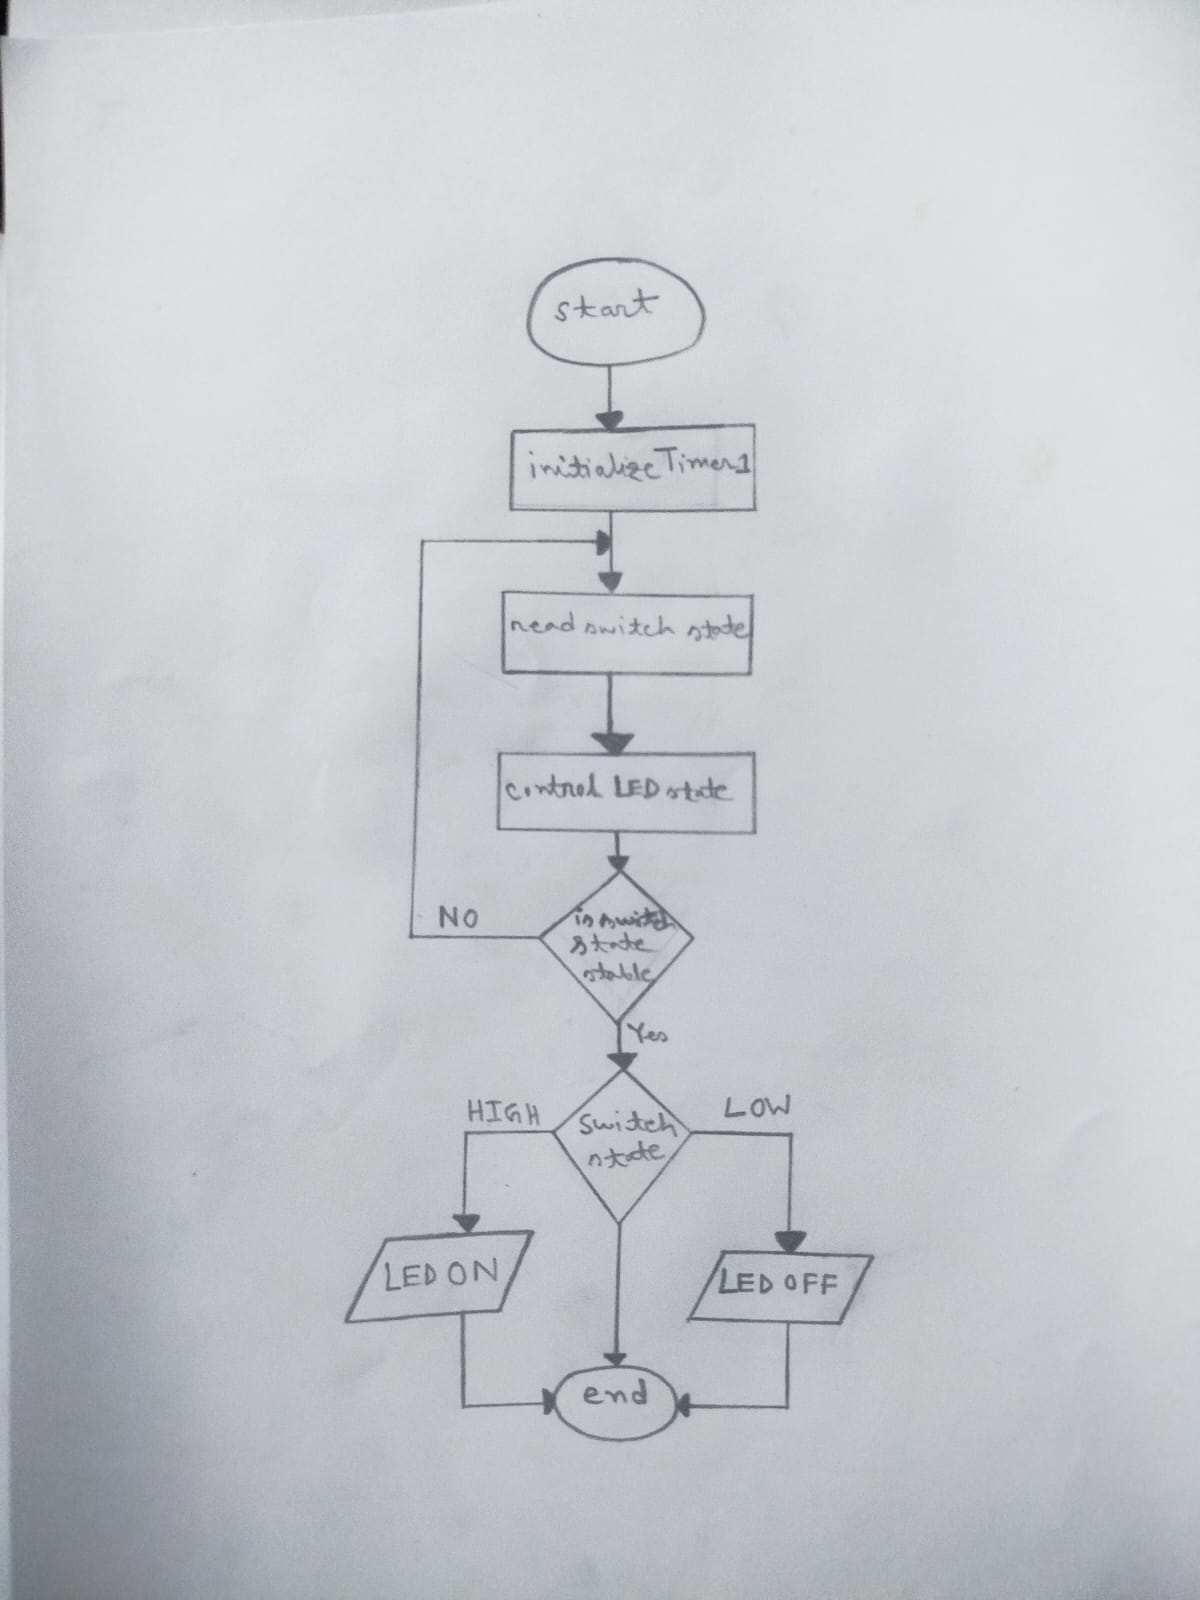 start
initialize Timer1
read switch state
control LED state
NO
is switch
state
stable
Yes
HIGH
LOW
switch
state
LED ON
LED OFF
end